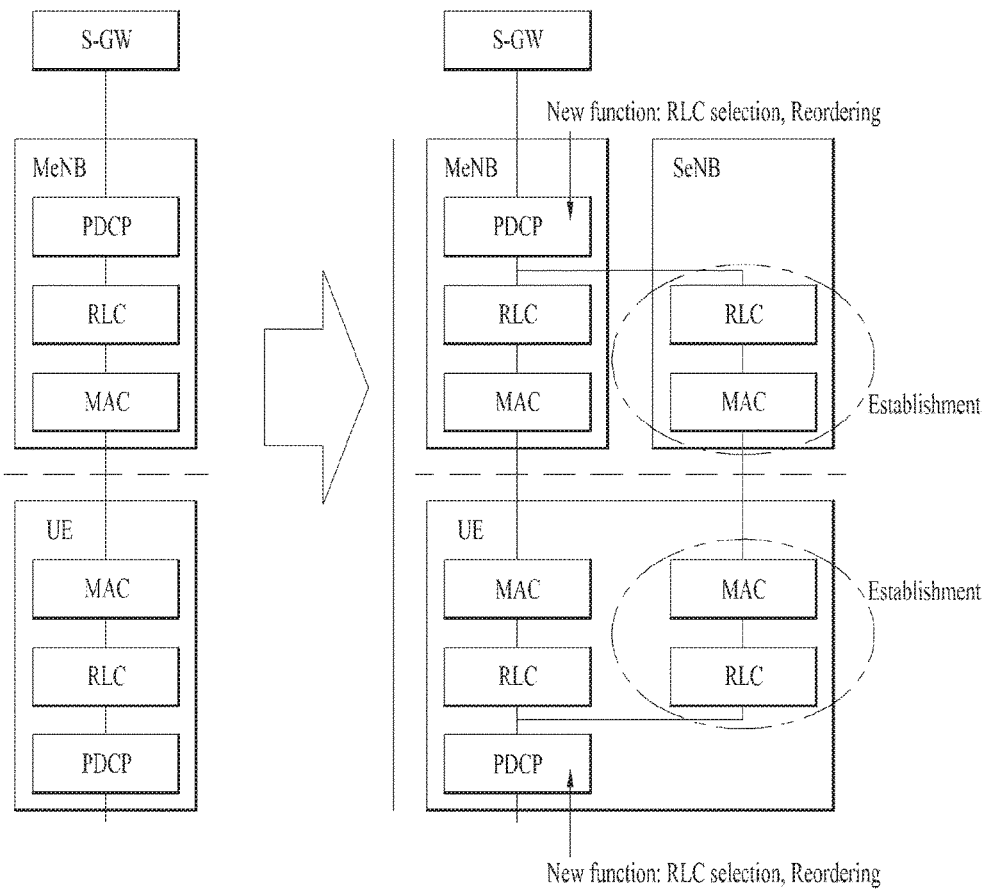 S-GW
MeNB
PDCP
RLC
MAC
UE
MAC
RLC
PDCP
S-GW
New function: RLC selection, Reordering
MeNB
PDCP
RLC
MAC
SeNB
RLC
MAC
Establishment
UE
MAC
RLC
PDCP
MAC
RLC
Establishment
New function: RLC selection, Reordering